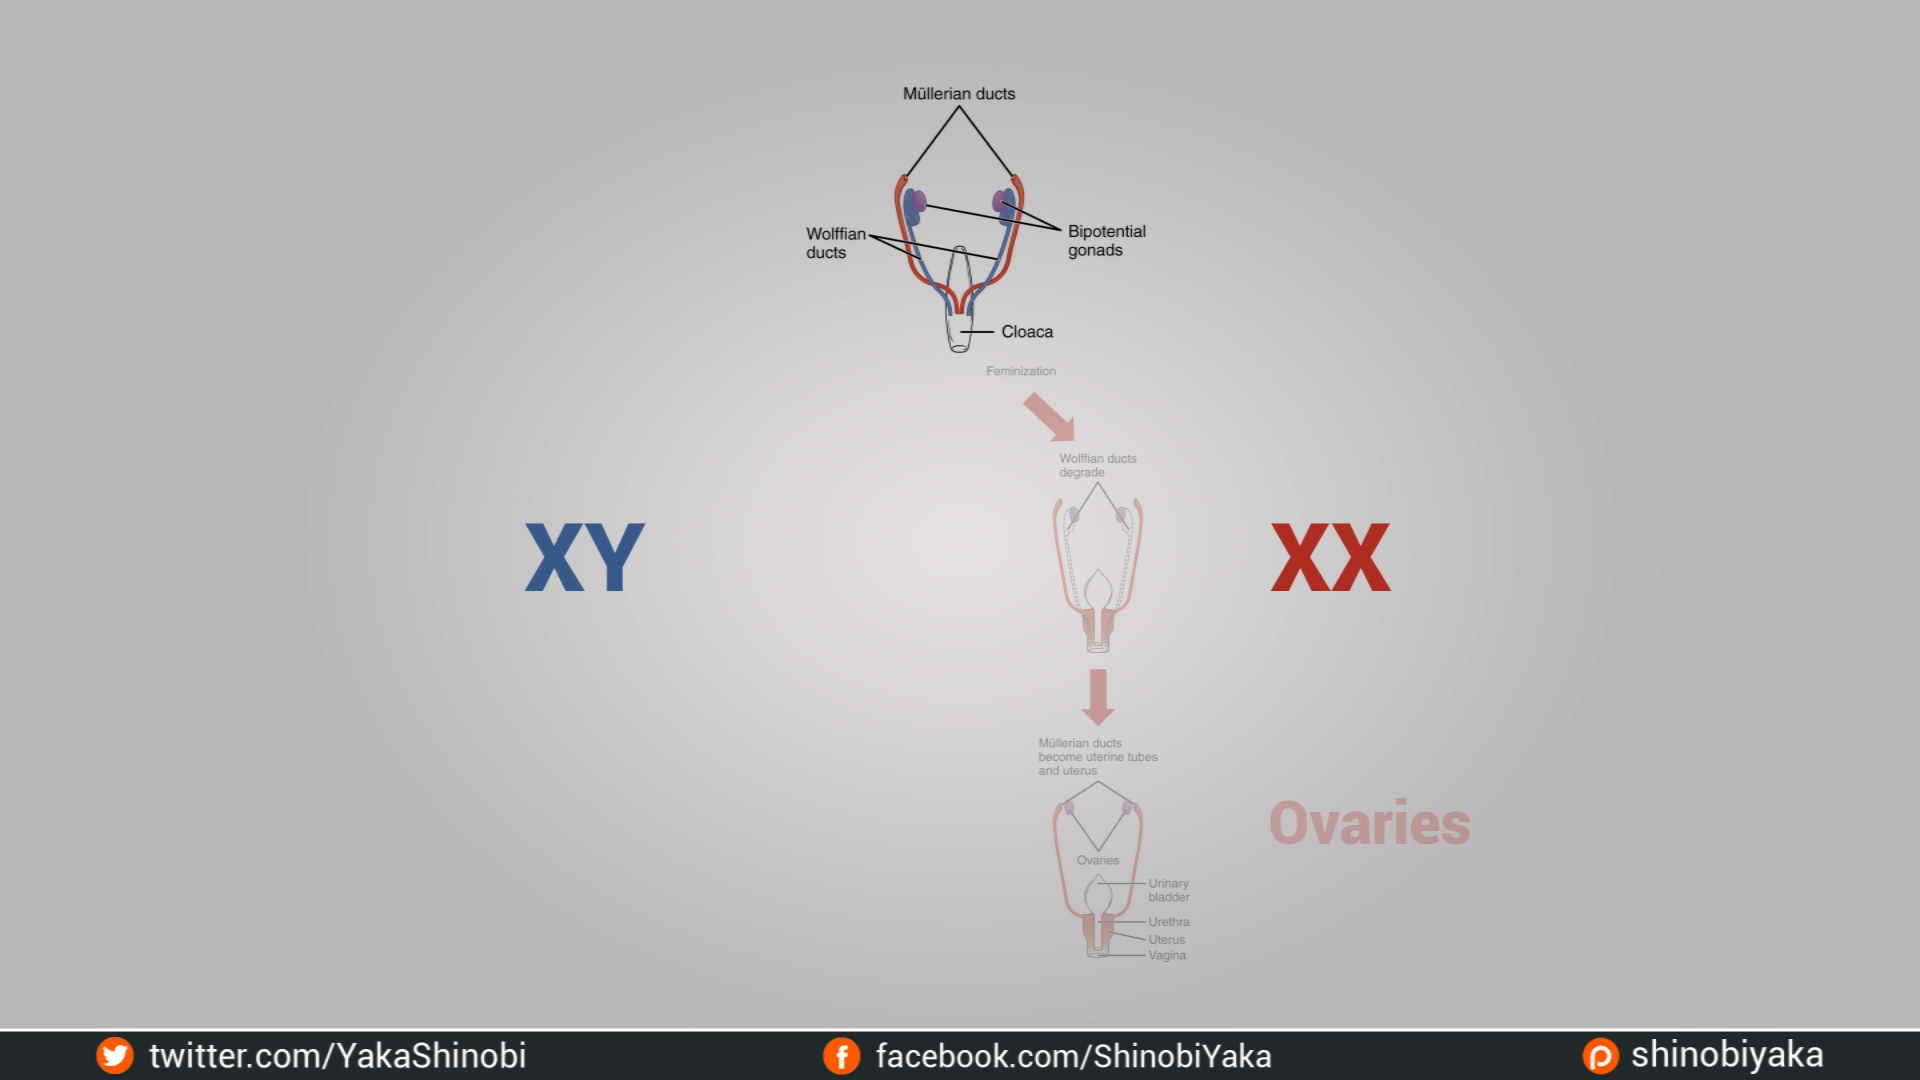 Müllerian ducts
Wolffian
ducts
Bipotential
gonads
Cloaca
Feminization
Wolffian ducts
degrade
XY
XX
Müllerian ducts
become uterine tubes
and uterus
Ovaries
Ovaries
Urinary
bladder
Urethra
Uterus
Vagina
twitter.com/YakaShinobi
facebook.com/ShinobiYaka
shinobiyaka